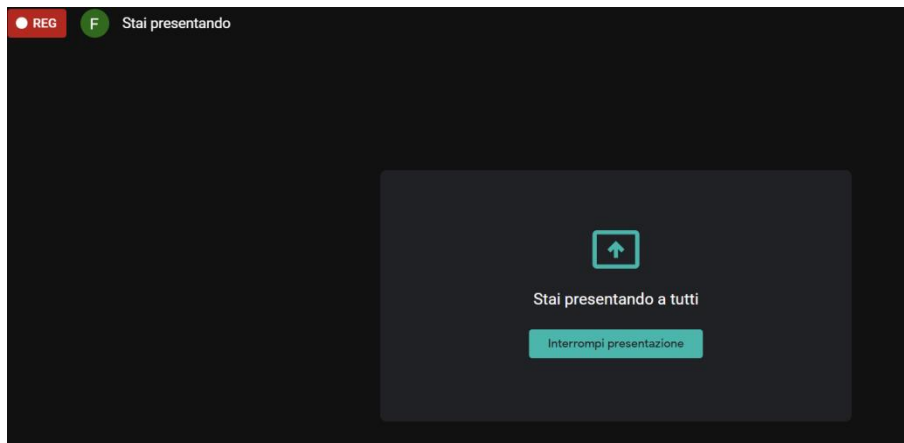 REG F Stai presentando
Stai presentando a tutti
Interrompi presentazione